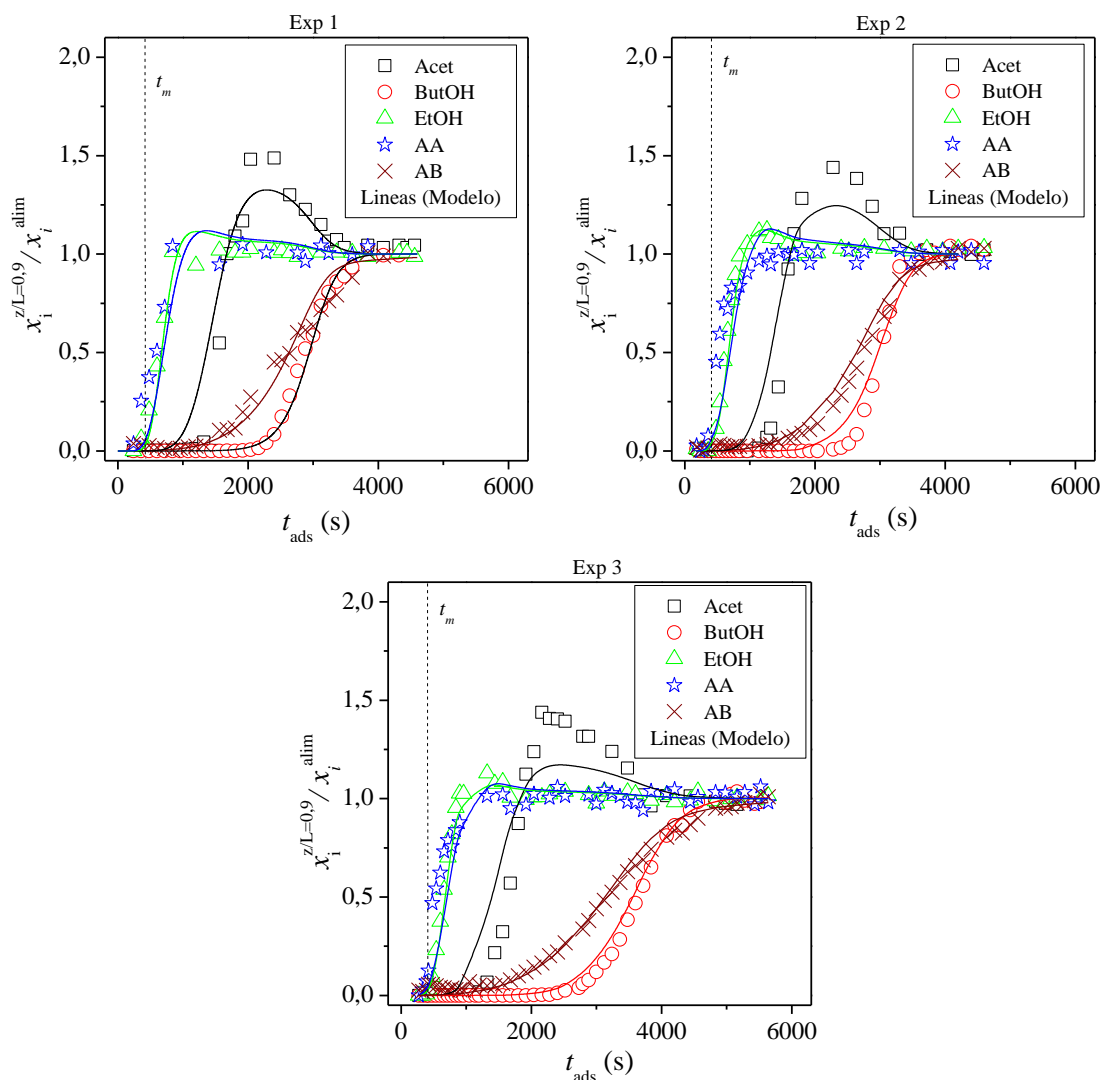 Exp 1
2,0
1,5
1,0
0,5
0,0
t_m
Acet
ButOH
EtOH
AA
AB
Lineas (Modelo)
x_i^z/L=0,9 / x_i^alim
0 2000 4000 6000
t_ads (s)
Exp 2
2,0
1,5
1,0
0,5
0,0
t_m
Acet
ButOH
EtOH
AA
AB
Lineas (Modelo)
x_i^z/L=0,9 / x_i^alim
0 2000 4000 6000
t_ads (s)
Exp 3
2,0
1,5
1,0
0,5
0,0
t_m
Acet
ButOH
EtOH
AA
AB
Lineas (Modelo)
x_i^z/L=0,9 / x_i^alim
0 2000 4000 6000
t_ads (s)